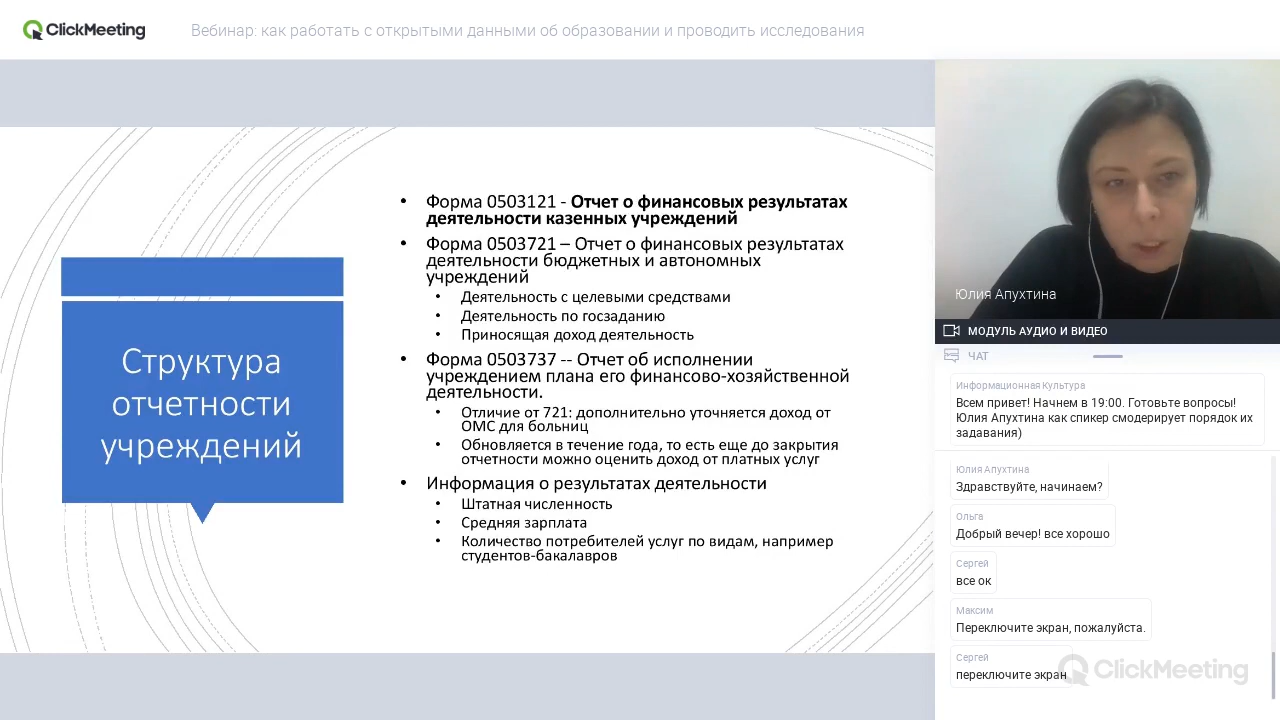 ClickMeeting
Вебинар: как работать с открытыми данными об образовании и проводить исследования
Структура
отчетности
учреждений
• Форма 0503121 - Отчет о финансовых результатах
деятельности казенных учреждений
• Форма 0503721 – Отчет о финансовых результатах
деятельности бюджетных и автономных
учреждений
• Деятельность с целевыми средствами
• Деятельность по госзаданию
• Приносящая доход деятельность
• Форма 0503737 -- Отчет об исполнении
учреждением плана его финансово-хозяйственной
деятельности.
• Отличие от 721: дополнительно уточняется доход от
ОМС для больниц
• Обновляется в течение года, то есть еще до закрытия
отчетности можно оценить доход от платных услуг
• Информация о результатах деятельности
• Штатная численность
• Средняя зарплата
• Количество потребителей услуг по видам, например
студентов-бакалавров
Юлия Апухтина
МОДУЛЬ АУДИО И ВИДЕО
ЧАТ
Информационная Культура
Всем привет! Начнем в 19:00. Готовьте вопросы!
Юлия Апухтина как спикер смодерирует порядок их
задавания)
Юлия Апухтина
Здравствуйте, начинаем?
Ольга
Добрый вечер! все хорошо
Сергей
все ок
Максим
Переключите экран, пожалуйста.
Сергей
переключите экран
ClickMeeting